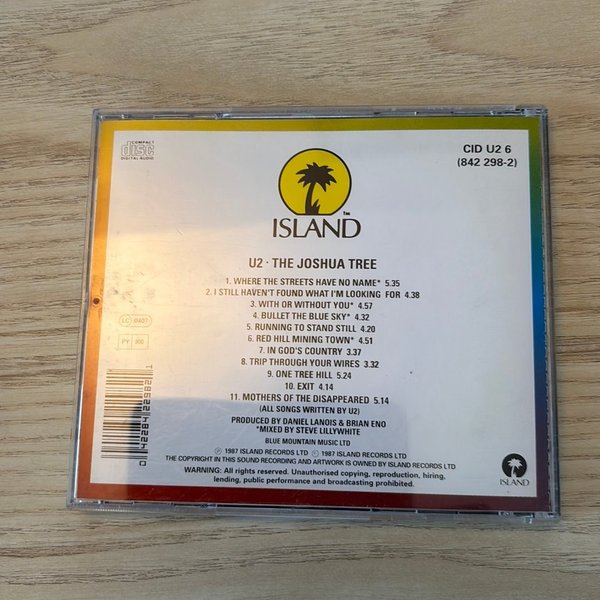 COMPACT
disc
DIGITAL AUDIO
CID U2 6
(842 298-2)
TM
ISLAND
U2 · THE JOSHUA TREE
1. WHERE THE STREETS HAVE NO NAME* 5.35
2. I STILL HAVEN'T FOUND WHAT I'M LOOKING FOR 4.38
3. WITH OR WITHOUT YOU* 4.57
4. BULLET THE BLUE SKY* 4.32
5. RUNNING TO STAND STILL 4.20
6. RED HILL MINING TOWN* 4.51
7. IN GOD'S COUNTRY 3.37
8. TRIP THROUGH YOUR WIRES 3.32
9. ONE TREE HILL 5.24
10. EXIT 4.14
11. MOTHERS OF THE DISAPPEARED 5.14
(ALL SONGS WRITTEN BY U2)
PRODUCED BY DANIEL LANOIS & BRIAN ENO
*MIXED BY STEVE LILLYWHITE
BLUE MOUNTAIN MUSIC LTD
℗ 1987 ISLAND RECORDS LTD © 1987 ISLAND RECORDS LTD
THE COPYRIGHT IN THIS SOUND RECORDING AND ARTWORK IS OWNED BY ISLAND RECORDS LTD
WARNING: All rights reserved. Unauthorised copying, reproduction, hiring,
lending, public performance and broadcasting prohibited.
LC 0407
PY
ISLAND